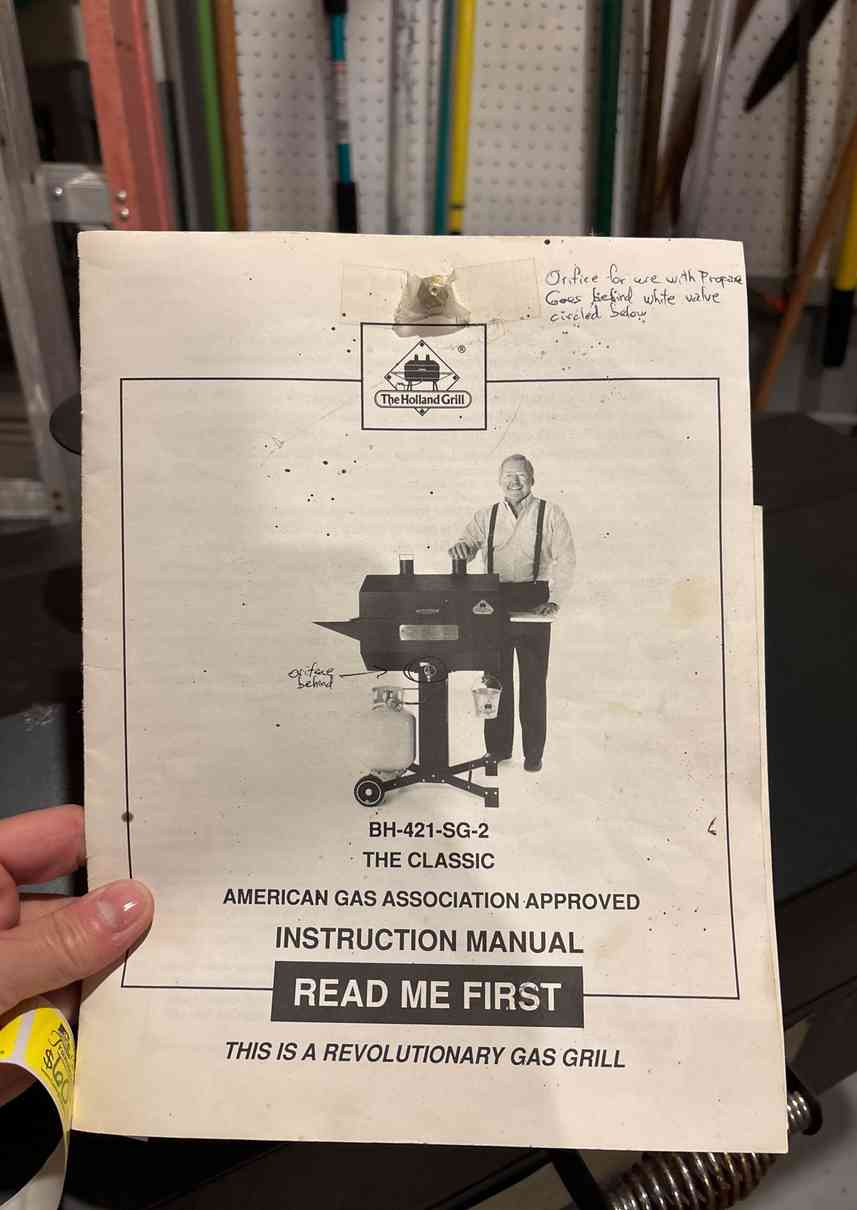 Orifice for use with Propane
Goes behind white valve
circled below
®
The Holland Grill
orifice
behind
BH-421-SG-2
THE CLASSIC
AMERICAN GAS ASSOCIATION APPROVED
INSTRUCTION MANUAL
READ ME FIRST
THIS IS A REVOLUTIONARY GAS GRILL